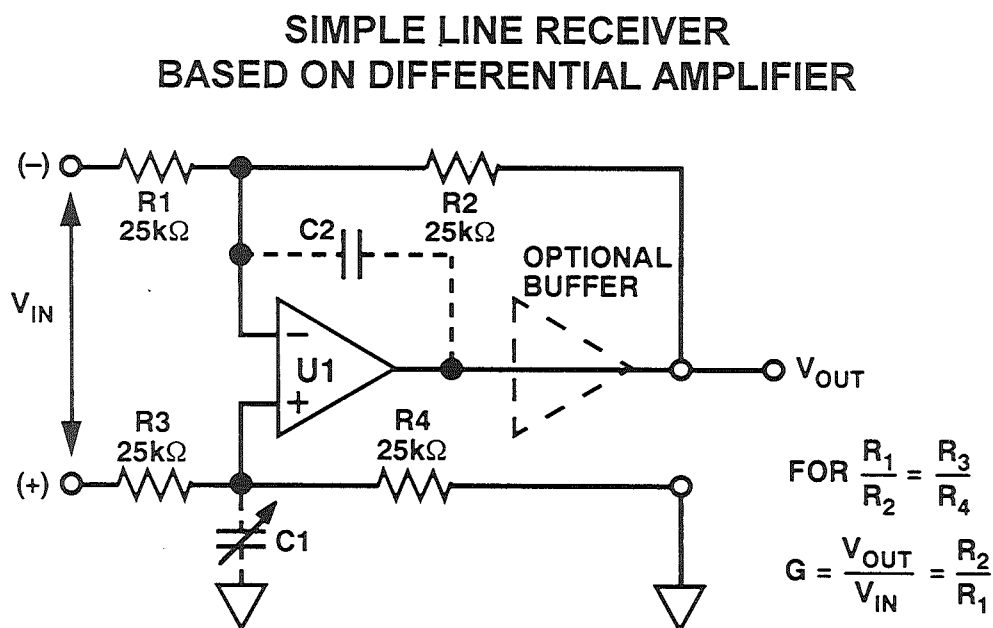 SIMPLE LINE RECEIVER
BASED ON DIFFERENTIAL AMPLIFIER
(–)
R1
25kΩ
R2
25kΩ
C2
OPTIONAL
BUFFER
VIN
–
U1
+
VOUT
R3
25kΩ
R4
25kΩ
(+)
C1
FOR R1/R2 = R3/R4
G = VOUT/VIN = R2/R1